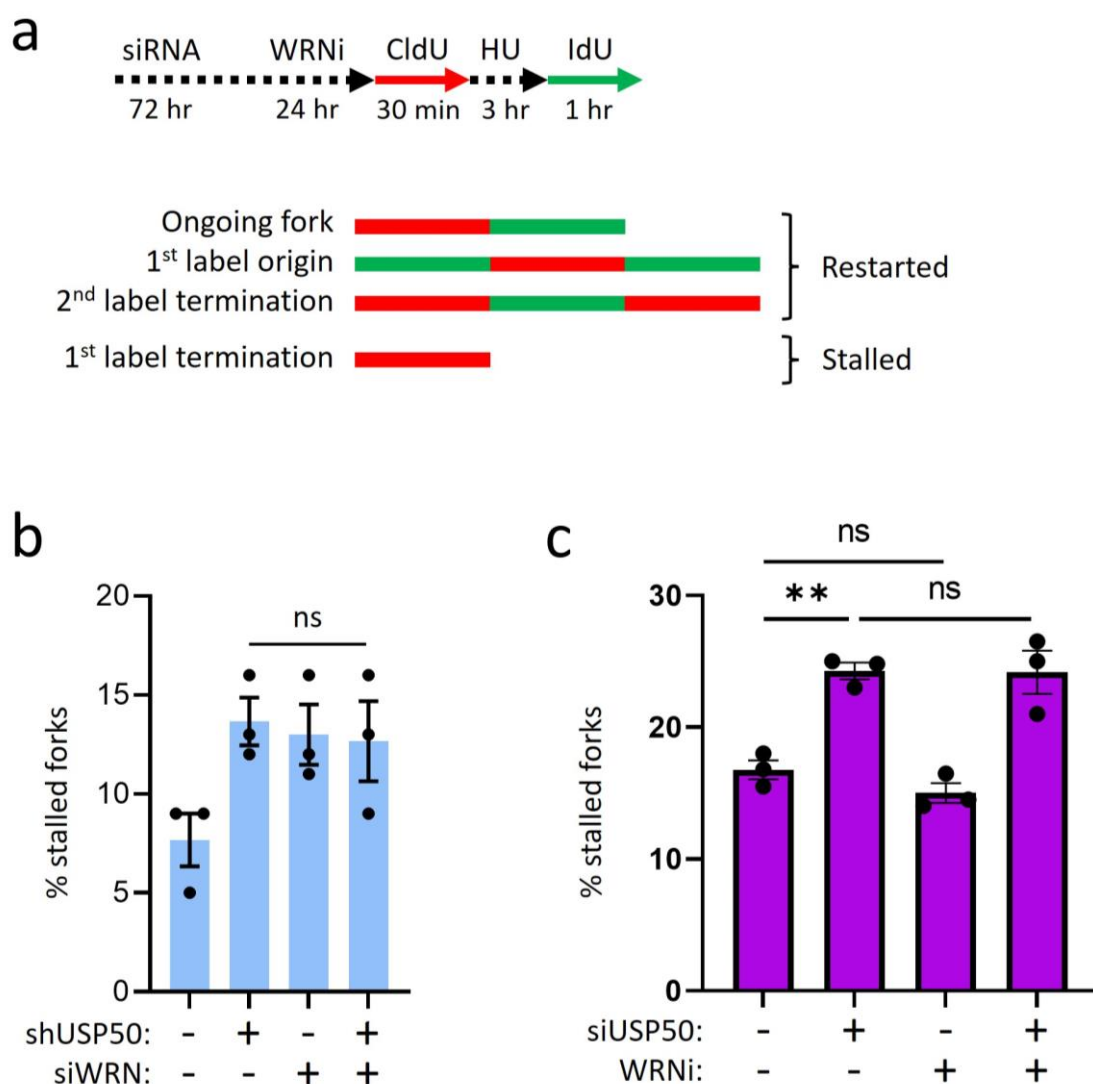 a
siRNA WRNi CldU HU IdU
72 hr 24 hr 30 min 3 hr 1 hr
Ongoing fork
1st label origin
2nd label termination
Restarted
1st label termination
Stalled
b
% stalled forks
20
15
10
5
0
ns
shUSP50: - + - +
siWRN: - - + +
c
% stalled forks
30
20
10
0
ns
** ns
siUSP50: - + - +
WRNi: - - + +